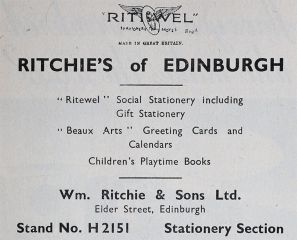 "RITEWEL"
MADE IN GREAT BRITAIN.
RITCHIE'S of EDINBURGH
"Ritewel" Social Stationery including
Gift Stationery
"Beaux Arts" Greeting Cards and
Calendars
Children's Playtime Books
Wm. Ritchie & Sons Ltd.
Elder Street, Edinburgh
Stand No. H 2151 Stationery Section